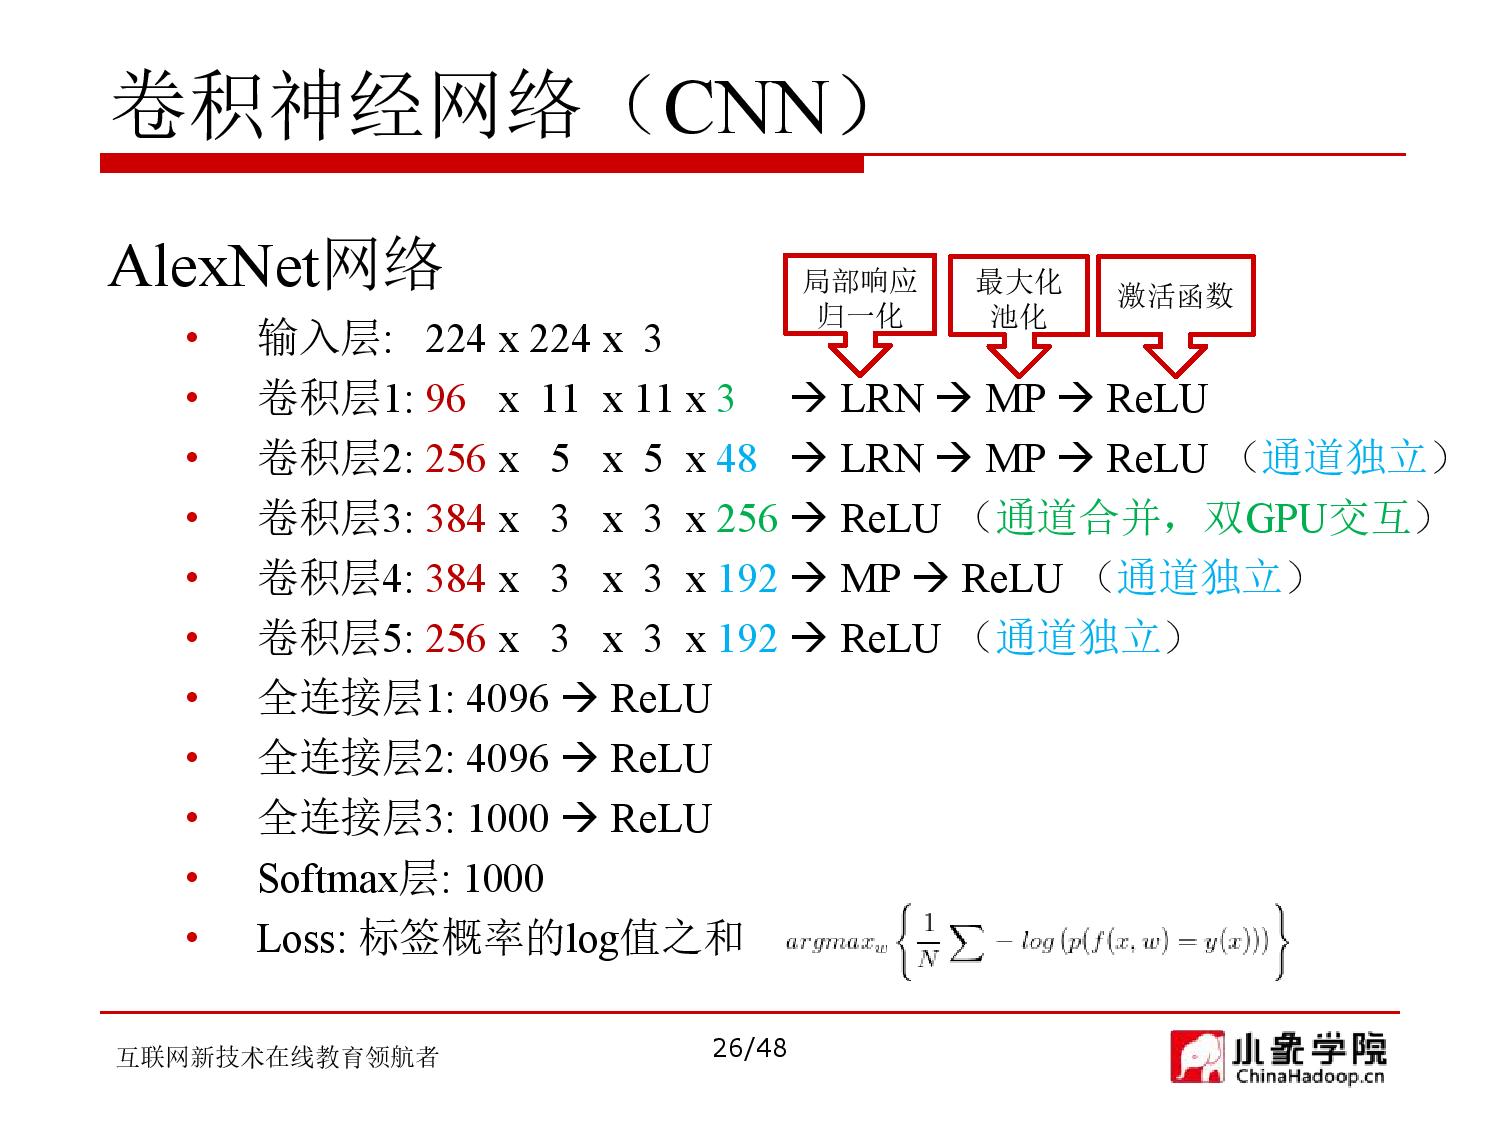 卷积神经网络（CNN）
AlexNet网络
局部响应
归一化
最大化
池化
激活函数
• 输入层: 224 x 224 x 3
• 卷积层1: 96 x 11 x 11 x 3 → LRN → MP → ReLU
• 卷积层2: 256 x 5 x 5 x 48 → LRN → MP → ReLU （通道独立）
• 卷积层3: 384 x 3 x 3 x 256 → ReLU （通道合并，双GPU交互）
• 卷积层4: 384 x 3 x 3 x 192 → MP → ReLU （通道独立）
• 卷积层5: 256 x 3 x 3 x 192 → ReLU （通道独立）
• 全连接层1: 4096 → ReLU
• 全连接层2: 4096 → ReLU
• 全连接层3: 1000 → ReLU
• Softmax层: 1000
• Loss: 标签概率的log值之和 argmax_w { 1/N ∑ − log (p(f(x, w) = y(x))) }
互联网新技术在线教育领航者
26/48
小象学院
ChinaHadoop.cn